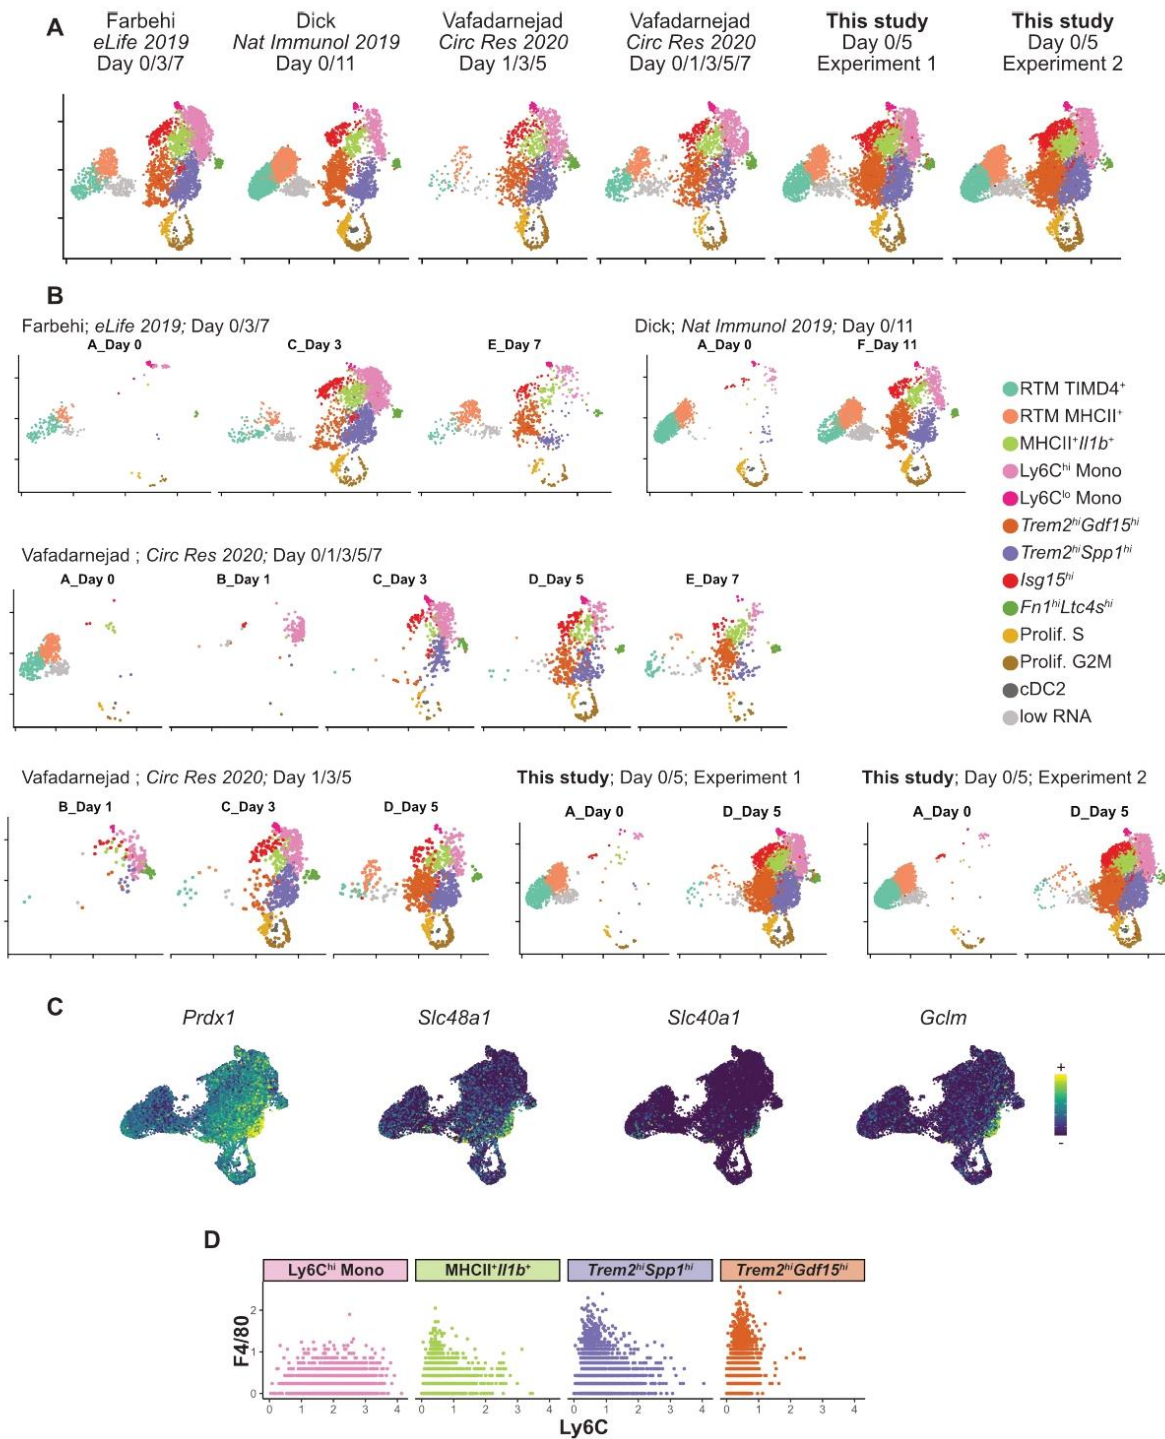 A
Farbehi
eLife 2019
Day 0/3/7
Dick
Nat Immunol 2019
Day 0/11
Vafadarnejad
Circ Res 2020
Day 1/3/5
Vafadarnejad
Circ Res 2020
Day 0/1/3/5/7
This study
Day 0/5
Experiment 1
This study
Day 0/5
Experiment 2
B
Farbehi; eLife 2019; Day 0/3/7
A_Day 0
C_Day 3
E_Day 7
Dick; Nat Immunol 2019; Day 0/11
A_Day 0
F_Day 11
RTM TIMD4⁺
RTM MHCII⁺
MHCII⁺Il1b⁺
Ly6Cʰⁱ Mono
Ly6Cˡᵒ Mono
Trem2ʰⁱGdf15ʰⁱ
Trem2ʰⁱSpp1ʰⁱ
Isg15ʰⁱ
Fn1ʰⁱLtc4sʰⁱ
Prolif. S
Prolif. G2M
cDC2
low RNA
Vafadarnejad ; Circ Res 2020; Day 0/1/3/5/7
A_Day 0
B_Day 1
C_Day 3
D_Day 5
E_Day 7
Vafadarnejad ; Circ Res 2020; Day 1/3/5
B_Day 1
C_Day 3
D_Day 5
This study; Day 0/5; Experiment 1
A_Day 0
D_Day 5
This study; Day 0/5; Experiment 2
A_Day 0
D_Day 5
C
Prdx1
Slc48a1
Slc40a1
Gclm
+
-
D
Ly6Cʰⁱ Mono
MHCII⁺Il1b⁺
Trem2ʰⁱSpp1ʰⁱ
Trem2ʰⁱGdf15ʰⁱ
F4/80
2
1
0
0 1 2 3 4
0 1 2 3 4
0 1 2 3 4
0 1 2 3 4
Ly6C